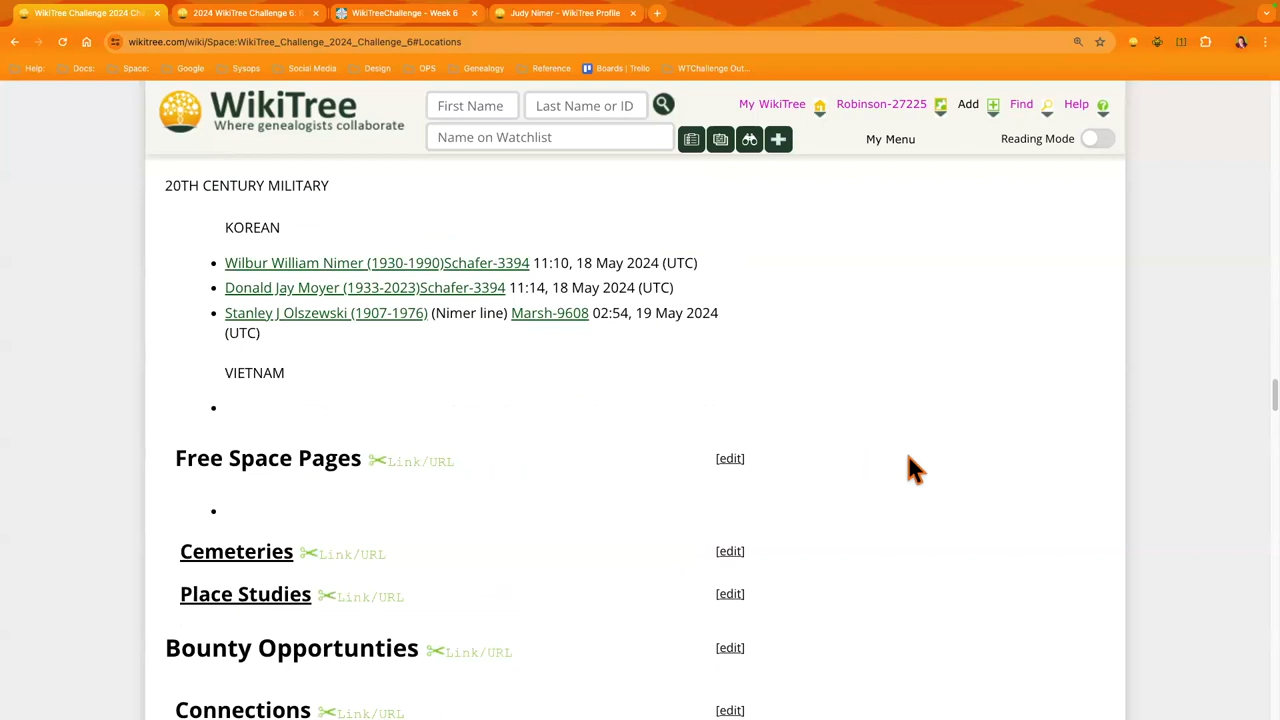 WikiTree Challenge 2024 Ch
2024 WikiTree Challenge 6:
WikiTreeChallenge - Week 6
Judy Nimer - WikiTree Profile
wikitree.com/wiki/Space:WikiTree_Challenge_2024_Challenge_6#Locations
Help: Docs: Space: Google Sysops Social Media Design OPS Genealogy Reference Boards | Trello WTChallenge Out...
WikiTree
Where genealogists collaborate
First Name Last Name or ID
Name on Watchlist
My WikiTree Robinson-27225 Add Find Help
My Menu Reading Mode
20TH CENTURY MILITARY
KOREAN
• Wilbur William Nimer (1930-1990)Schafer-3394 11:10, 18 May 2024 (UTC)
• Donald Jay Moyer (1933-2023)Schafer-3394 11:14, 18 May 2024 (UTC)
• Stanley J Olszewski (1907-1976) (Nimer line) Marsh-9608 02:54, 19 May 2024
(UTC)
VIETNAM
•
Free Space Pages Link/URL [edit]
•
Cemeteries Link/URL [edit]
Place Studies Link/URL [edit]
Bounty Opportunties Link/URL [edit]
Connections Link/URL [edit]